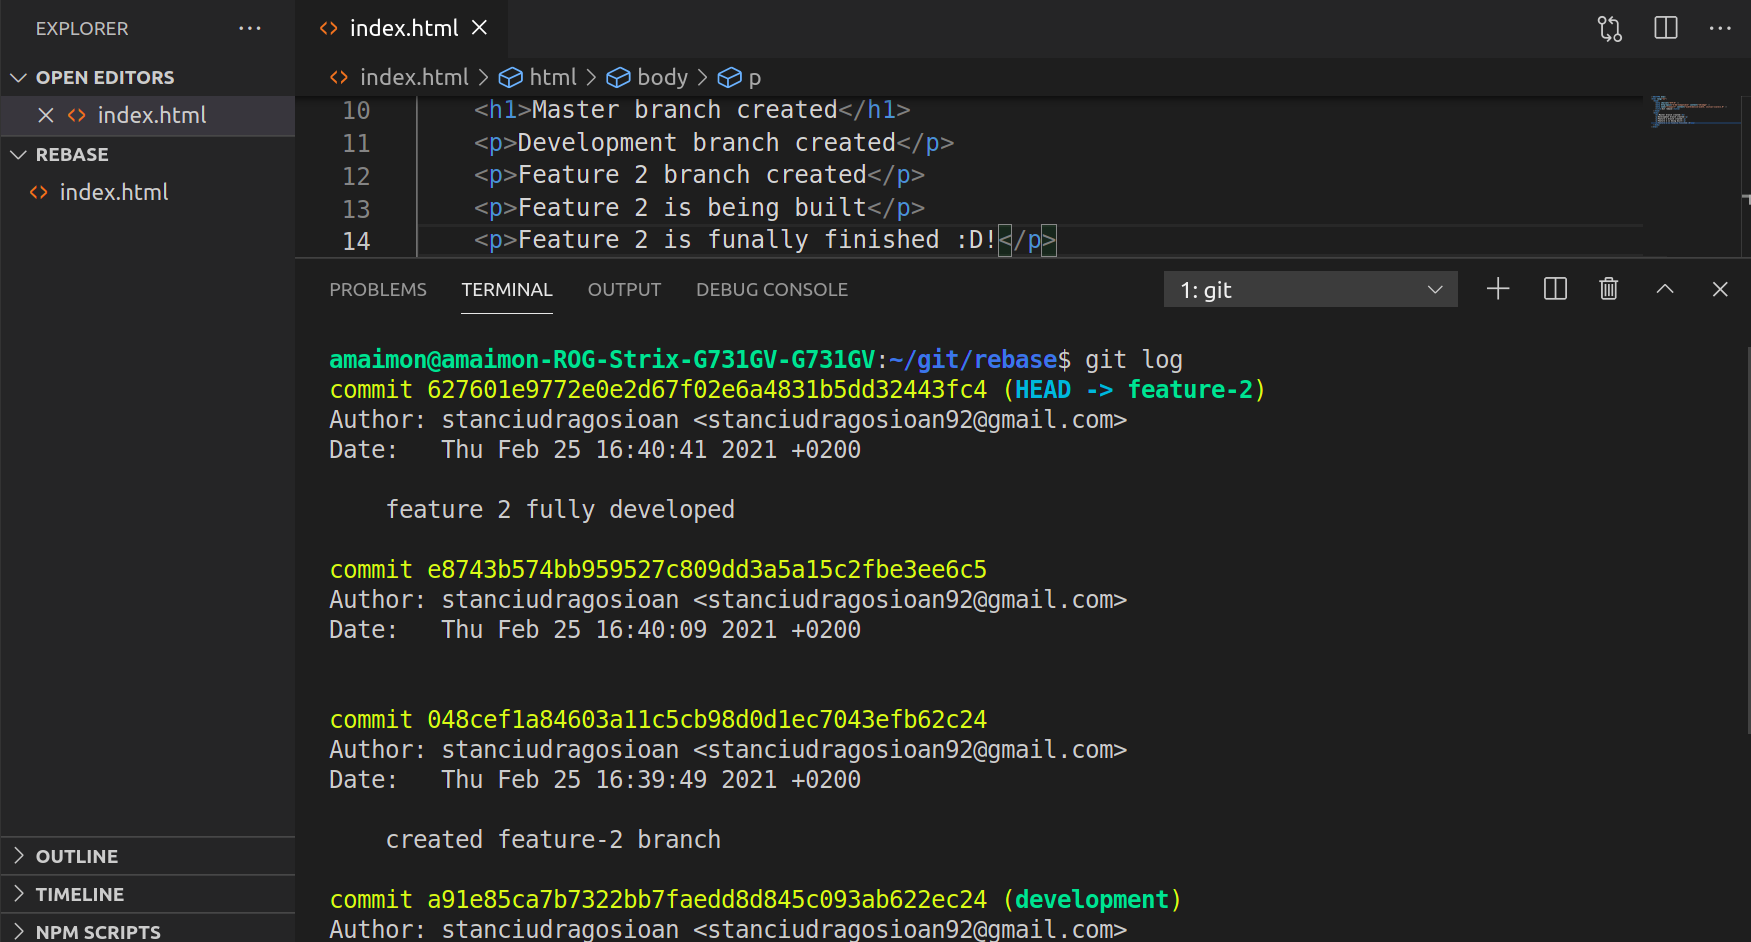 EXPLORER
OPEN EDITORS
index.html
REBASE
index.html
OUTLINE
TIMELINE
NPM SCRIPTS
index.html
index.html > html > body > p
10 <h1>Master branch created</h1>
11 <p>Development branch created</p>
12 <p>Feature 2 branch created</p>
13 <p>Feature 2 is being built</p>
14 <p>Feature 2 is funally finished :D!</p>
PROBLEMS TERMINAL OUTPUT DEBUG CONSOLE 1: git
amaimon@amaimon-ROG-Strix-G731GV-G731GV:~/git/rebase$ git log
commit 627601e9772e0e2d67f02e6a4831b5dd32443fc4 (HEAD -> feature-2)
Author: stanciudragosioan <stanciudragosioan92@gmail.com>
Date:   Thu Feb 25 16:40:41 2021 +0200
feature 2 fully developed
commit e8743b574bb959527c809dd3a5a15c2fbe3ee6c5
Author: stanciudragosioan <stanciudragosioan92@gmail.com>
Date:   Thu Feb 25 16:40:09 2021 +0200
commit 048cef1a84603a11c5cb98d0d1ec7043efb62c24
Author: stanciudragosioan <stanciudragosioan92@gmail.com>
Date:   Thu Feb 25 16:39:49 2021 +0200
created feature-2 branch
commit a91e85ca7b7322bb7faedd8d845c093ab622ec24 (development)
Author: stanciudragosioan <stanciudragosioan92@gmail.com>